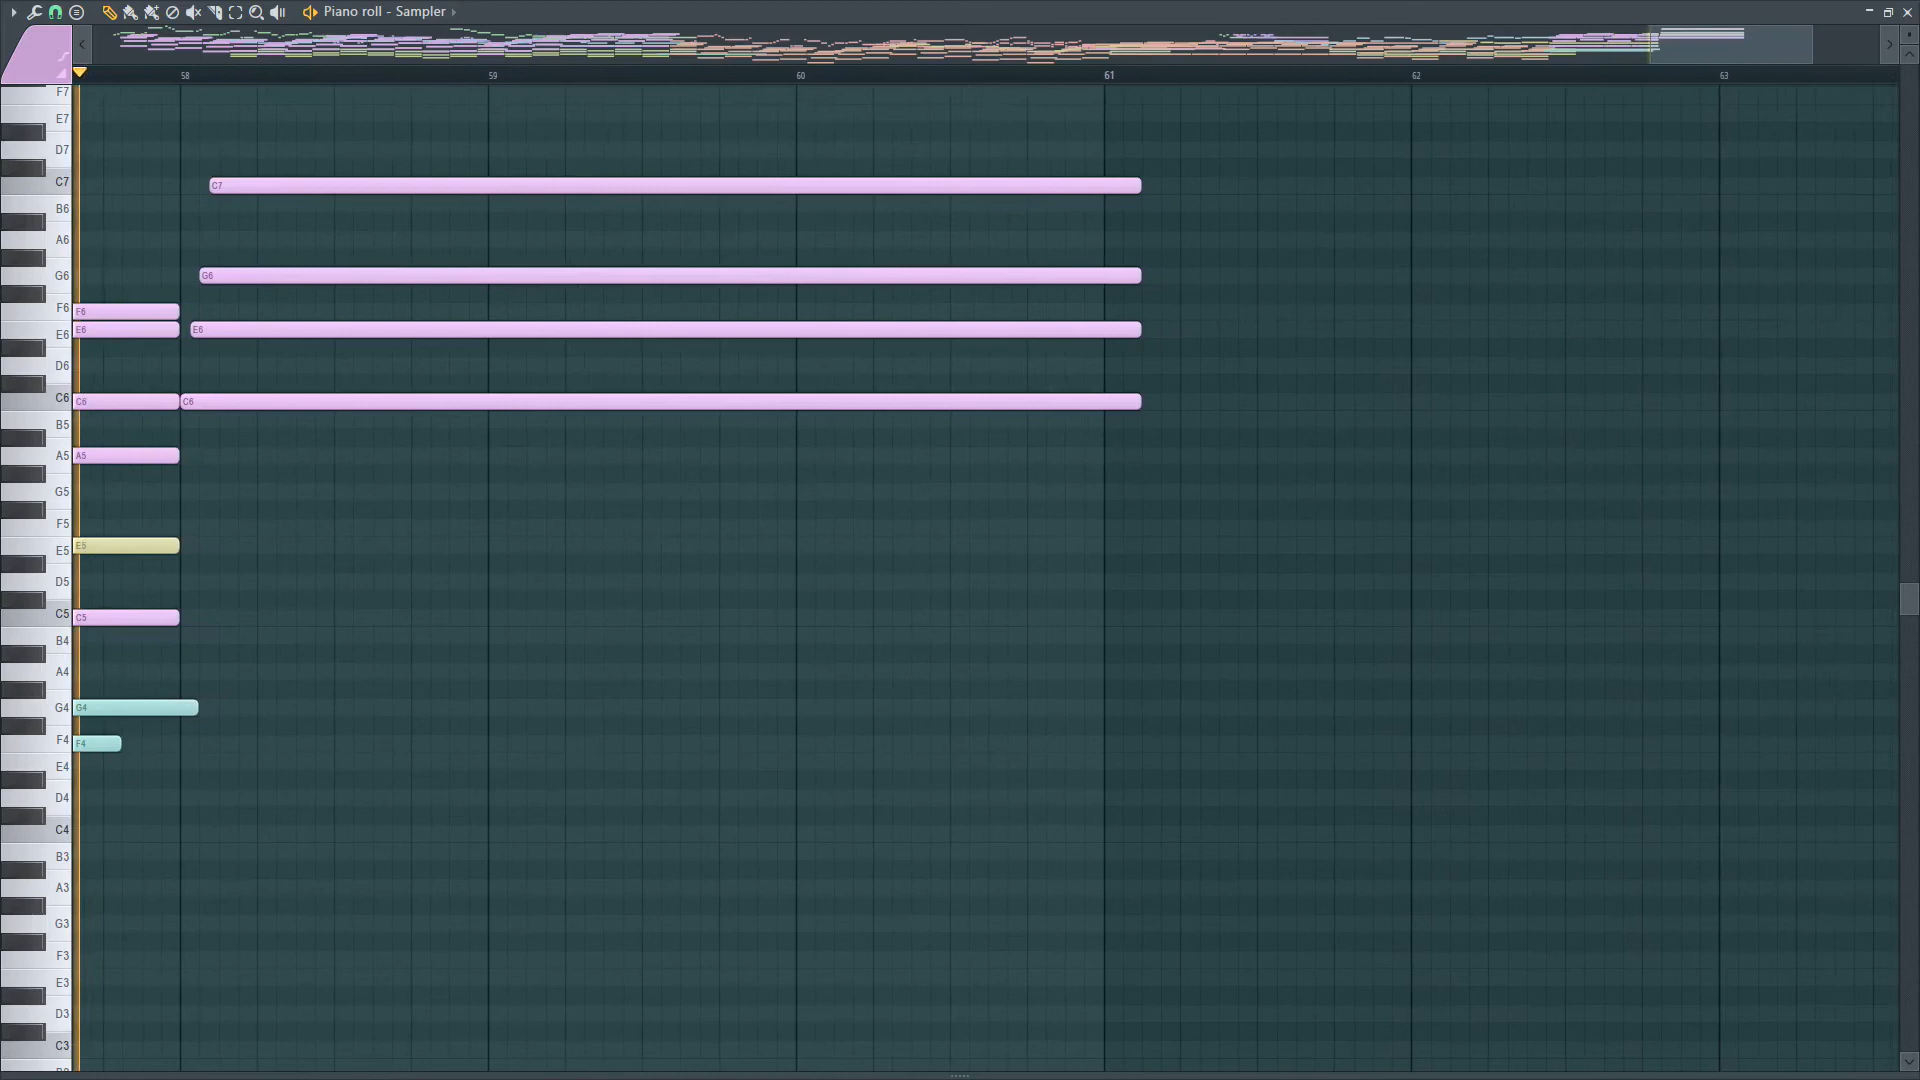 Piano roll - Sampler
58 59 60 61 62 63
F7
E7
D7
C7 C7
B6
A6
G6 G6
F6 F6
E6 E6 E6
D6
C6 C6 C6
B5
A5 A5
G5
F5
E5 E5
D5
C5 C5
B4
A4
G4 G4
F4 F4
E4
D4
C4
B3
A3
G3
F3
E3
D3
C3